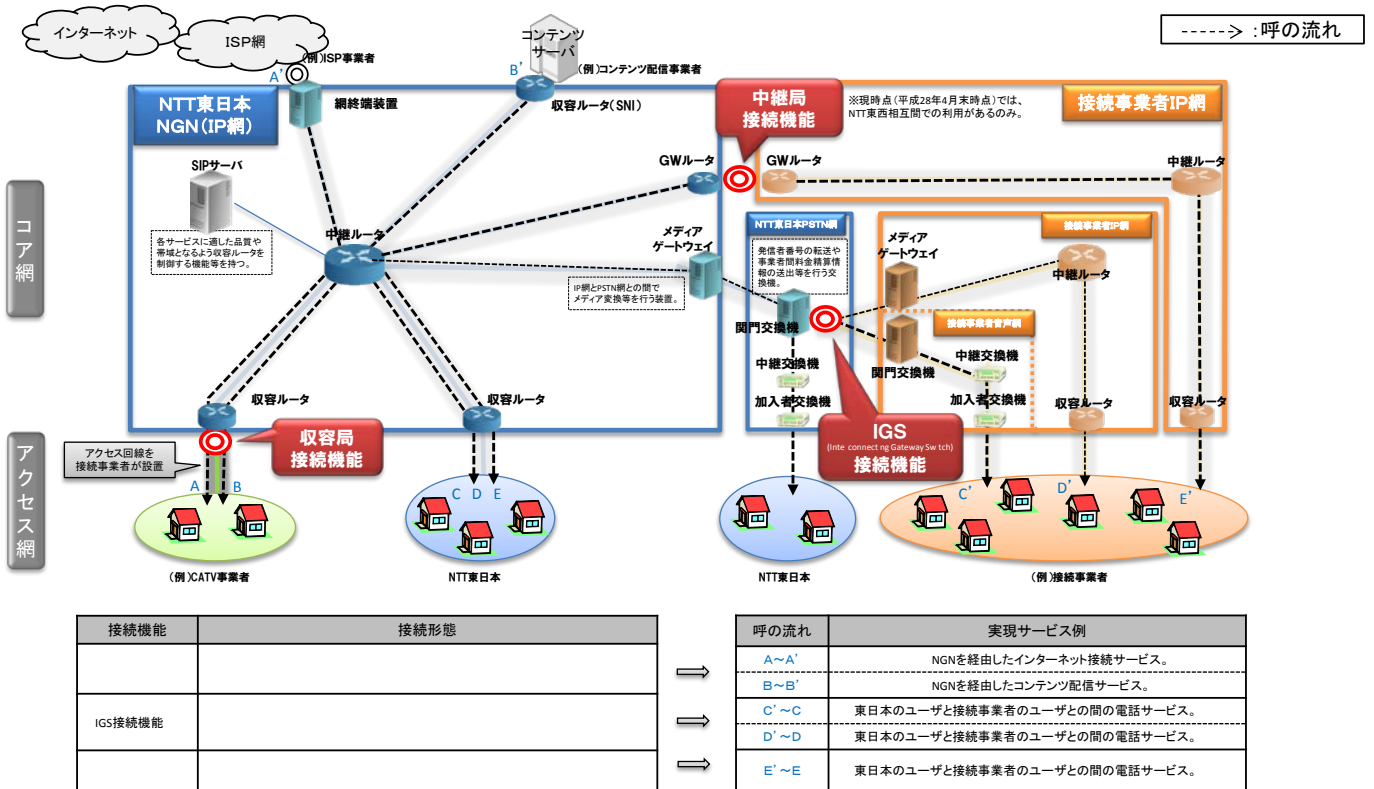 インターネット
ISP網
コンテンツ
サーバ
-----> :呼の流れ
(例)ISP事業者
A'
B'
(例)コンテンツ配信事業者
NTT東日本
NGN(IP網)
網終端装置
収容ルータ(SNI)
中継局
接続機能
※現時点(平成28年4月末時点)では、
NTT東西相互間での利用があるのみ。
接続事業者IP網
SIPサーバ
GWルータ
GWルータ
中継ルータ
コア網
各サービスに適した品質や
帯域となるよう収容ルータを
制御する機能等を持つ。
中継ルータ
メディア
ゲートウェイ
IP網とPSTN網との間で
メディア変換等を行う装置。
NTT東日本PSTN網
発信者番号の転送や
事業者間料金精算情
報の送出等を行う交
換機。
関門交換機
中継交換機
加入者交換機
メディア
ゲートウェイ
接続事業者IP網
中継ルータ
接続事業者音声網
関門交換機
中継交換機
加入者交換機
収容ルータ
収容ルータ
収容ルータ
収容ルータ
アクセス網
アクセス回線を
接続事業者が設置
収容局
接続機能
IGS
(Inte connect ng Gateway Sw tch)
接続機能
A
B
C D E
C'
D'
E'
(例)CATV事業者
NTT東日本
NTT東日本
(例)接続事業者
接続機能 接続形態
IGS接続機能
呼の流れ 実現サービス例
A~A' NGNを経由したインターネット接続サービス。
B~B' NGNを経由したコンテンツ配信サービス。
C'~C 東日本のユーザと接続事業者のユーザとの間の電話サービス。
D'~D 東日本のユーザと接続事業者のユーザとの間の電話サービス。
E'~E 東日本のユーザと接続事業者のユーザとの間の電話サービス。